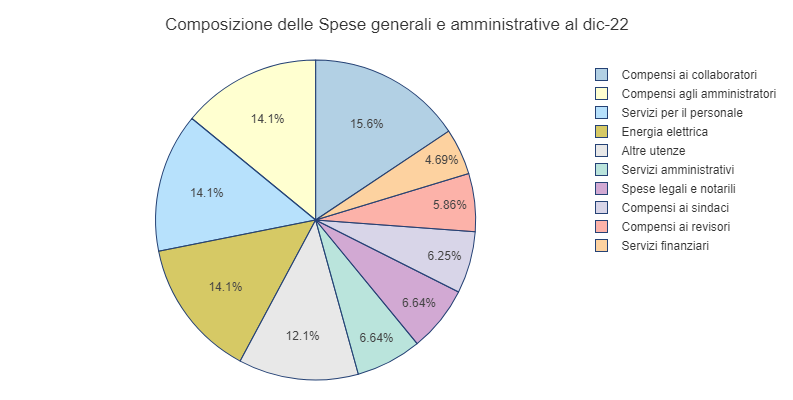 Composizione delle Spese generali e amministrative al dic-22
15.6%
14.1%
14.1%
14.1%
12.1%
6.64%
6.64%
6.25%
5.86%
4.69%
Compensi ai collaboratori
Compensi agli amministratori
Servizi per il personale
Energia elettrica
Altre utenze
Servizi amministrativi
Spese legali e notarili
Compensi ai sindaci
Compensi ai revisori
Servizi finanziari